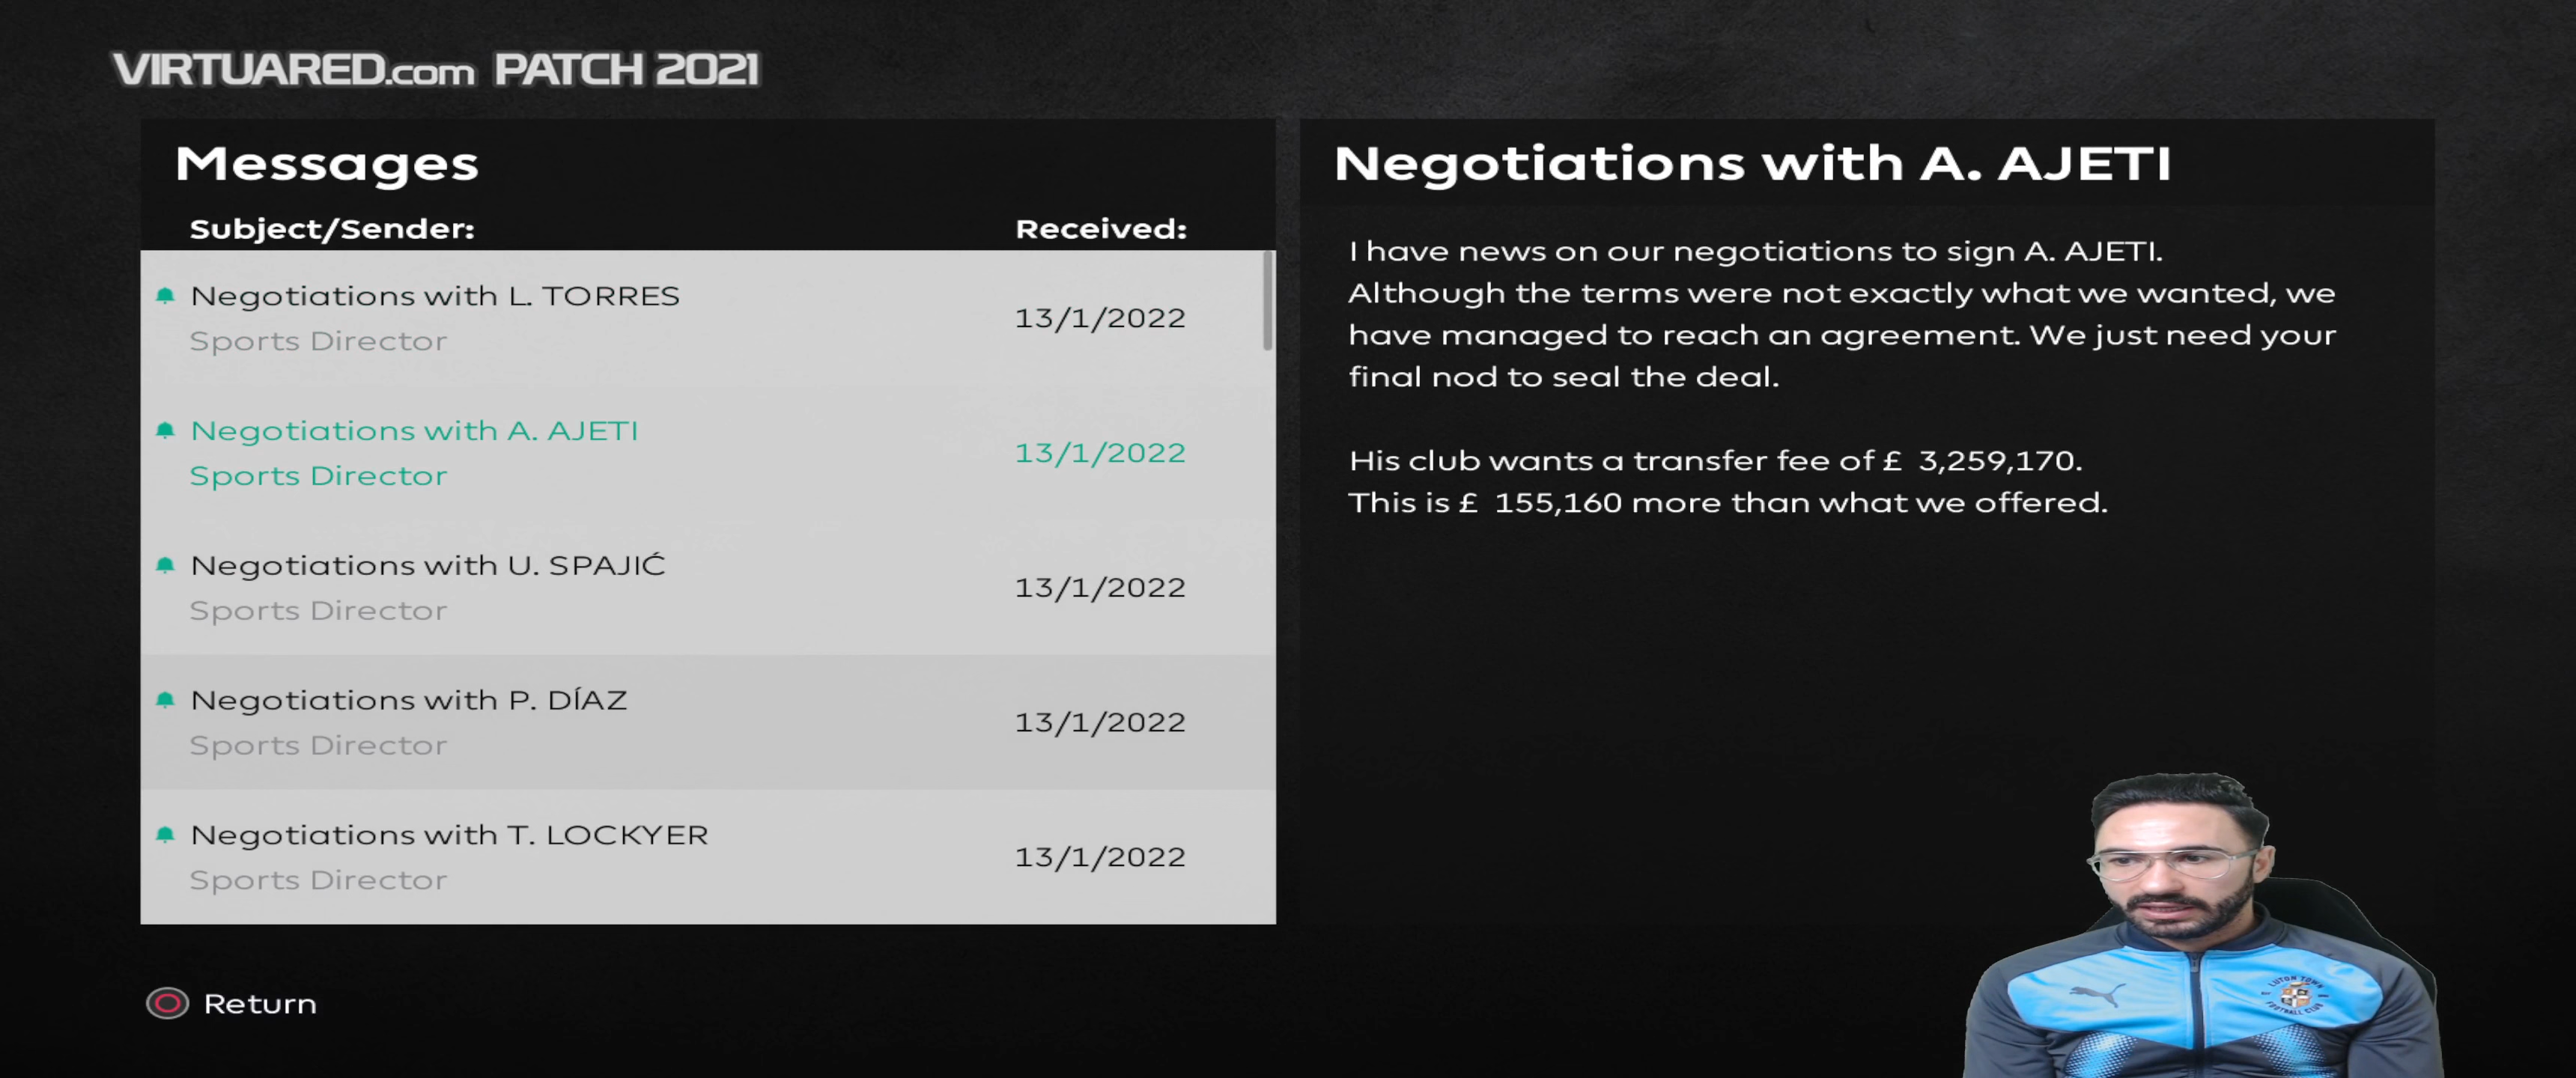 VIRTUARED.com PATCH 2021
Messages
Subject/Sender: Received:
Negotiations with L. TORRES
Sports Director
13/1/2022
Negotiations with A. AJETI
Sports Director
13/1/2022
Negotiations with U. SPAJIĆ
Sports Director
13/1/2022
Negotiations with P. DÍAZ
Sports Director
13/1/2022
Negotiations with T. LOCKYER
Sports Director
13/1/2022
Return
Negotiations with A. AJETI
I have news on our negotiations to sign A. AJETI.
Although the terms were not exactly what we wanted, we
have managed to reach an agreement. We just need your
final nod to seal the deal.
His club wants a transfer fee of £ 3,259,170.
This is £ 155,160 more than what we offered.
LUTON TOWN
FOOTBALL CLUB